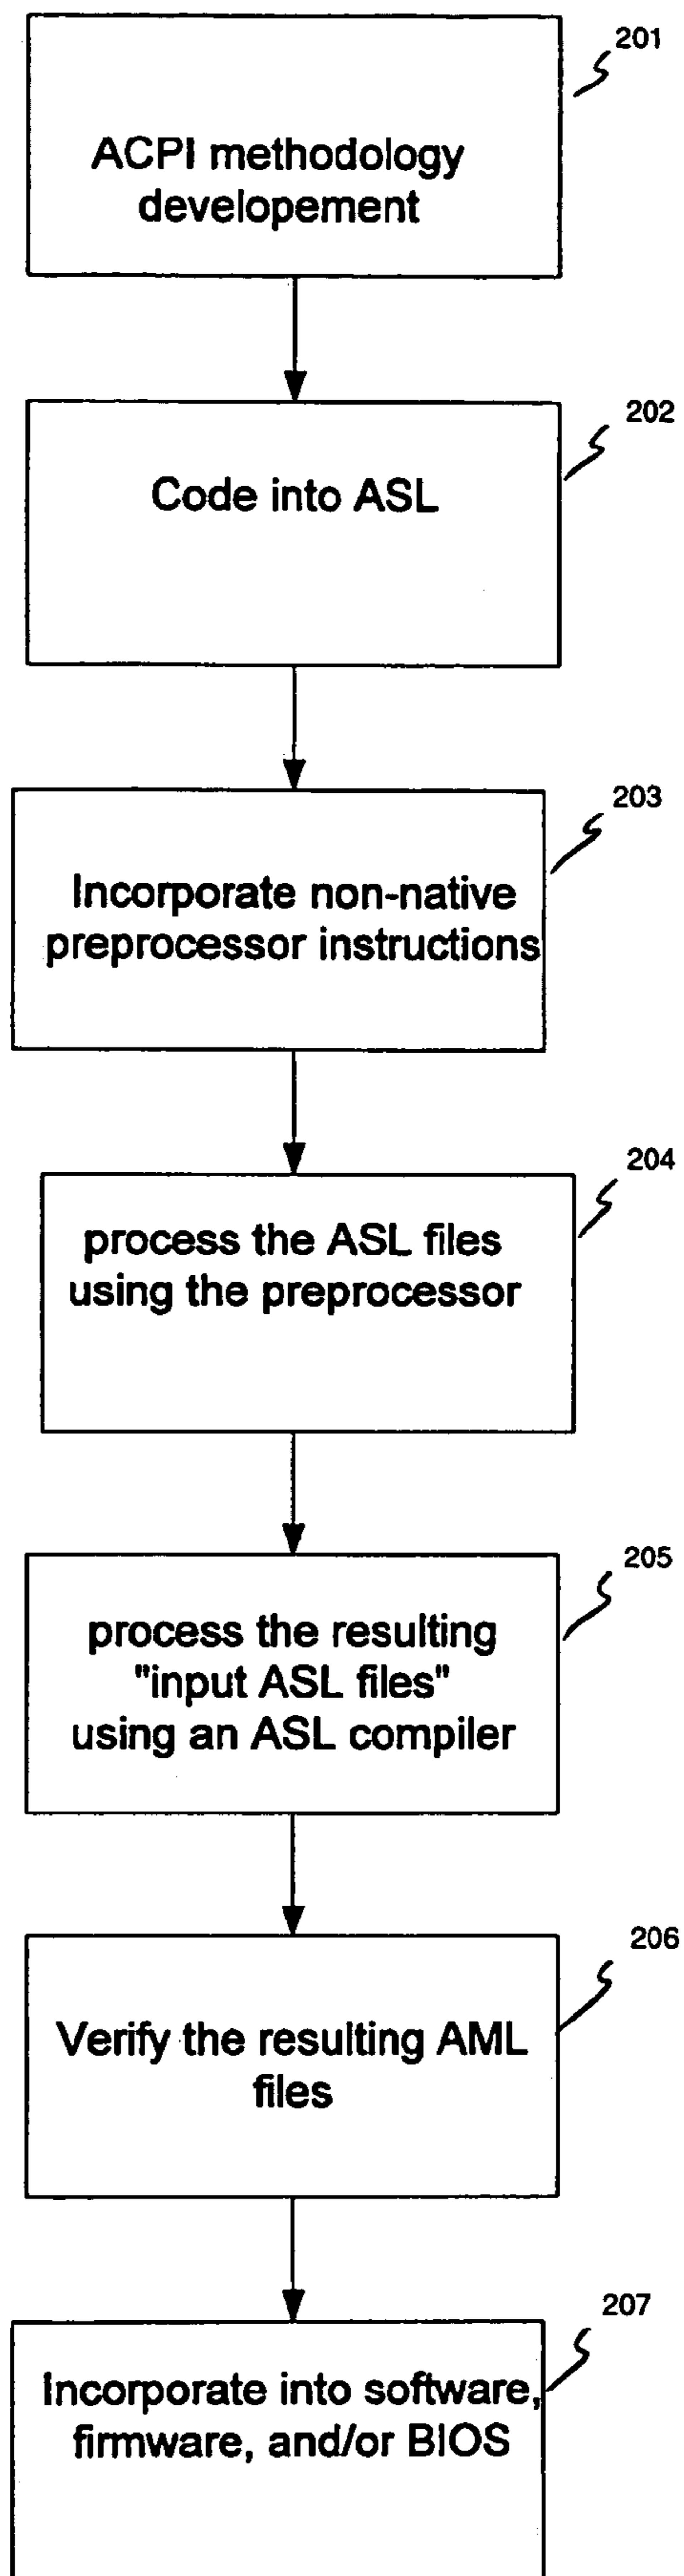 201
ACPI methodology
developement
202
Code into ASL
203
Incorporate non-native
preprocessor instructions
204
process the ASL files
using the preprocessor
205
process the resulting
"input ASL files"
using an ASL compiler
206
Verify the resulting AML
files
207
Incorporate into software,
firmware, and/or BIOS